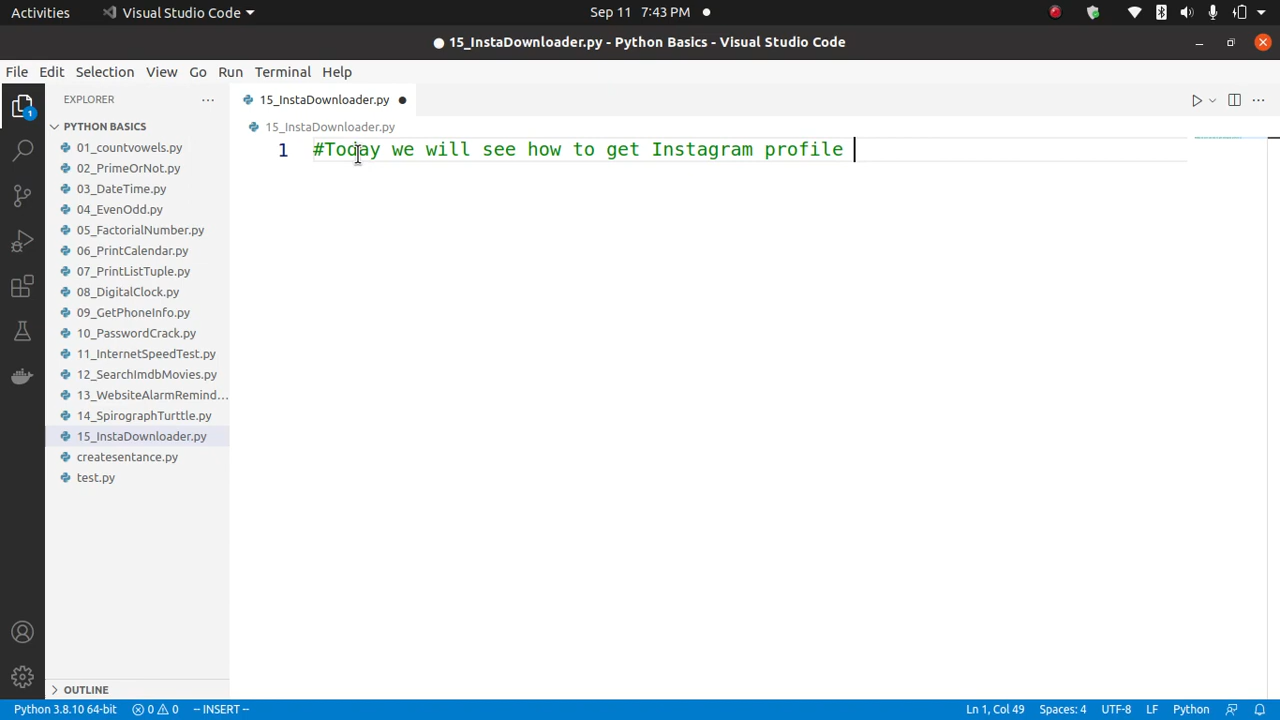 Activities
Visual Studio Code
Sep 11 7:43 PM
15_InstaDownloader.py - Python Basics - Visual Studio Code
File Edit Selection View Go Run Terminal Help
EXPLORER
15_InstaDownloader.py
PYTHON BASICS
15_InstaDownloader.py
1
#Today we will see how to get Instagram profile
01_countvowels.py
02_PrimeOrNot.py
03_DateTime.py
04_EvenOdd.py
05_FactorialNumber.py
06_PrintCalendar.py
07_PrintListTuple.py
08_DigitalClock.py
09_GetPhoneInfo.py
10_PasswordCrack.py
11_InternetSpeedTest.py
12_SearchImdbMovies.py
13_WebsiteAlarmRemind...
14_SpirographTurttle.py
15_InstaDownloader.py
createsentance.py
test.py
1
OUTLINE
Python 3.8.10 64-bit
0 0
-- INSERT --
Ln 1, Col 49
Spaces: 4
UTF-8
LF
Python